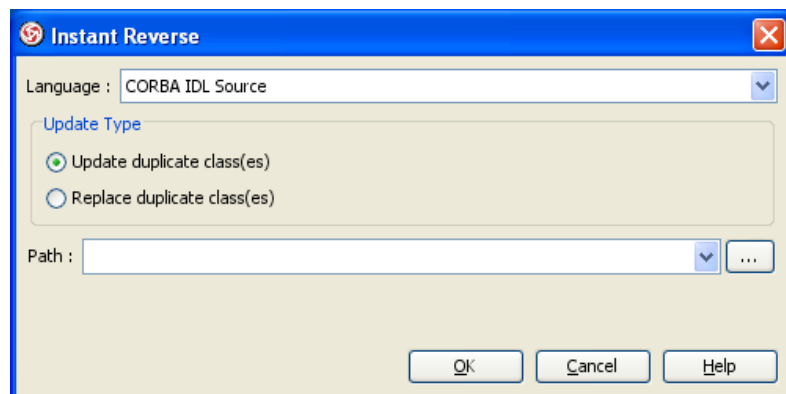 Instant Reverse
Language : CORBA IDL Source
Update Type
Update duplicate class(es)
Replace duplicate class(es)
Path : ...
OK Cancel Help